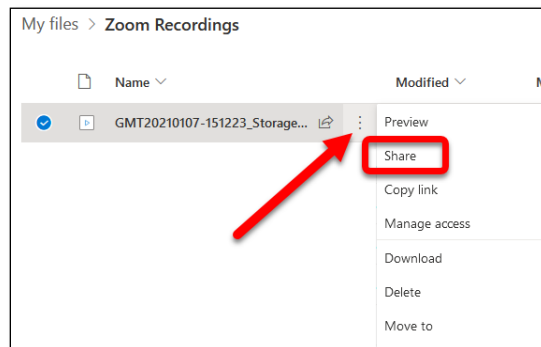 My files > Zoom Recordings
Name Modified M
GMT20210107-151223_Storage...
Preview
Share
Copy link
Manage access
Download
Delete
Move to